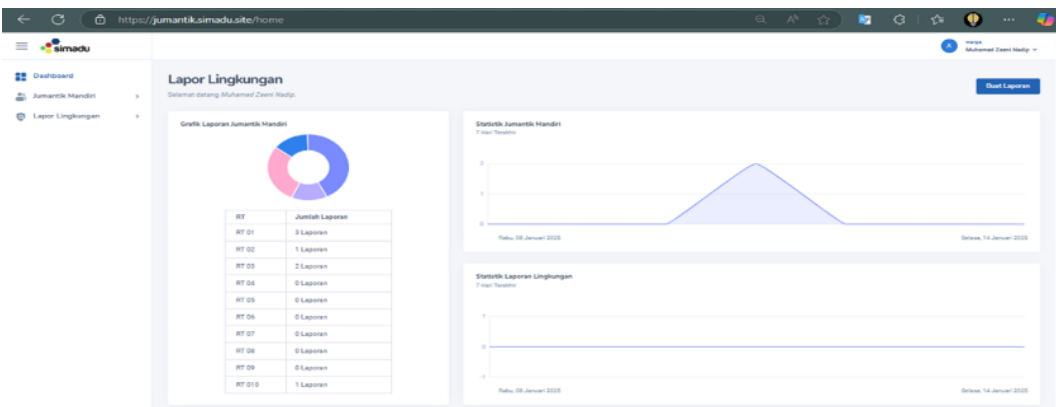 https://jumantik.simadu.site/home
simadu
A
warga
Muhamad Zaeni Nadip
Dashboard
Jumantik Mandiri
Lapor Lingkungan
Lapor Lingkungan
Selamat datang Muhamad Zaeni Nadip.
Buat Laporan
Grafik Laporan Jumantik Mandiri
RT Jumlah Laporan
RT 01 3 Laporan
RT 02 1 Laporan
RT 03 2 Laporan
RT 04 0 Laporan
RT 05 0 Laporan
RT 06 0 Laporan
RT 07 0 Laporan
RT 08 0 Laporan
RT 09 0 Laporan
RT 010 1 Laporan
Statistik Jumantik Mandiri
7 Hari Terakhir
2
1
0
Rabu, 08 Januari 2025
Selasa, 14 Januari 2025
Statistik Laporan Lingkungan
7 Hari Terakhir
1
0
-1
Rabu, 08 Januari 2025
Selasa, 14 Januari 2025